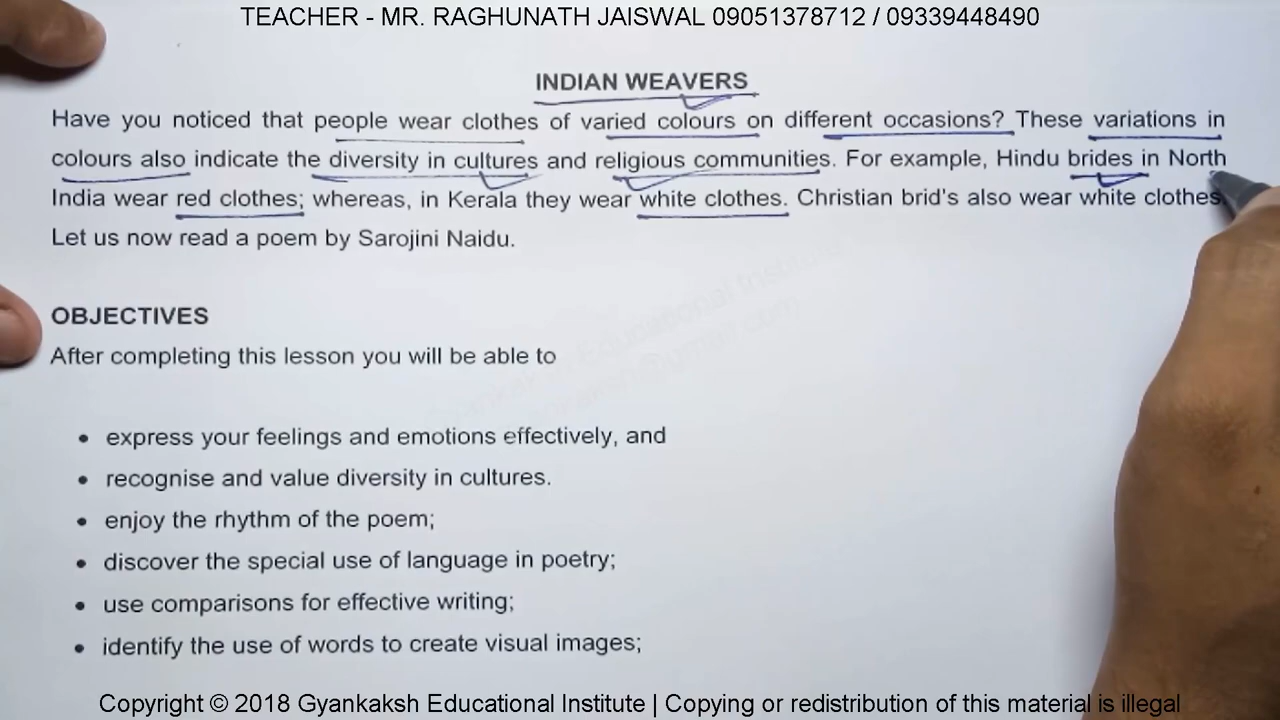 TEACHER - MR. RAGHUNATH JAISWAL 09051378712 / 09339448490
INDIAN WEAVERS
Have you noticed that people wear clothes of varied colours on different occasions? These variations in
colours also indicate the diversity in cultures and religious communities. For example, Hindu brides in North
India wear red clothes; whereas, in Kerala they wear white clothes. Christian brid's also wear white clothes.
Let us now read a poem by Sarojini Naidu.
OBJECTIVES
After completing this lesson you will be able to
• express your feelings and emotions effectively, and
• recognise and value diversity in cultures.
• enjoy the rhythm of the poem;
• discover the special use of language in poetry;
• use comparisons for effective writing;
• identify the use of words to create visual images;
Copyright © 2018 Gyankaksh Educational Institute | Copying or redistribution of this material is illegal